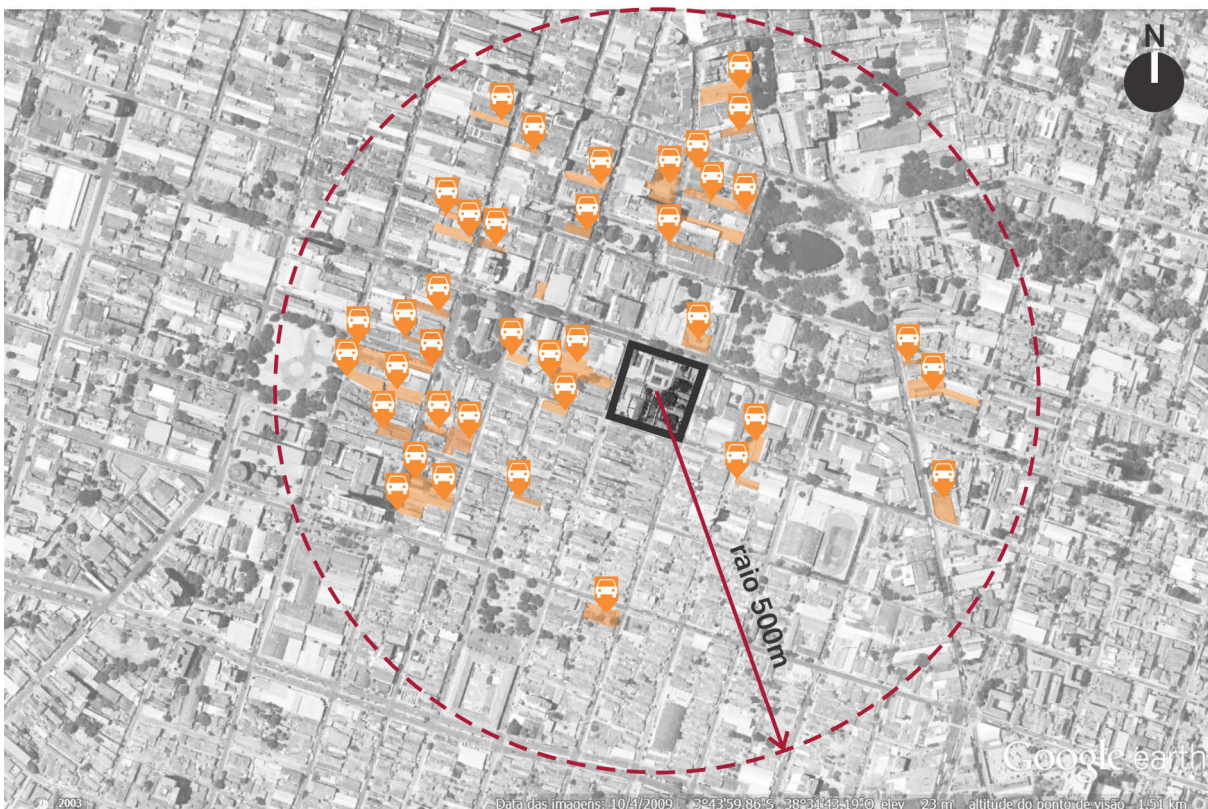 N
raio 500m
Google earth
2003
Data das imagens: 10/4/2009 3°43'59.86"S 38°31'43.19"O elev 23 m altitude do ponto de visão 1.51 km